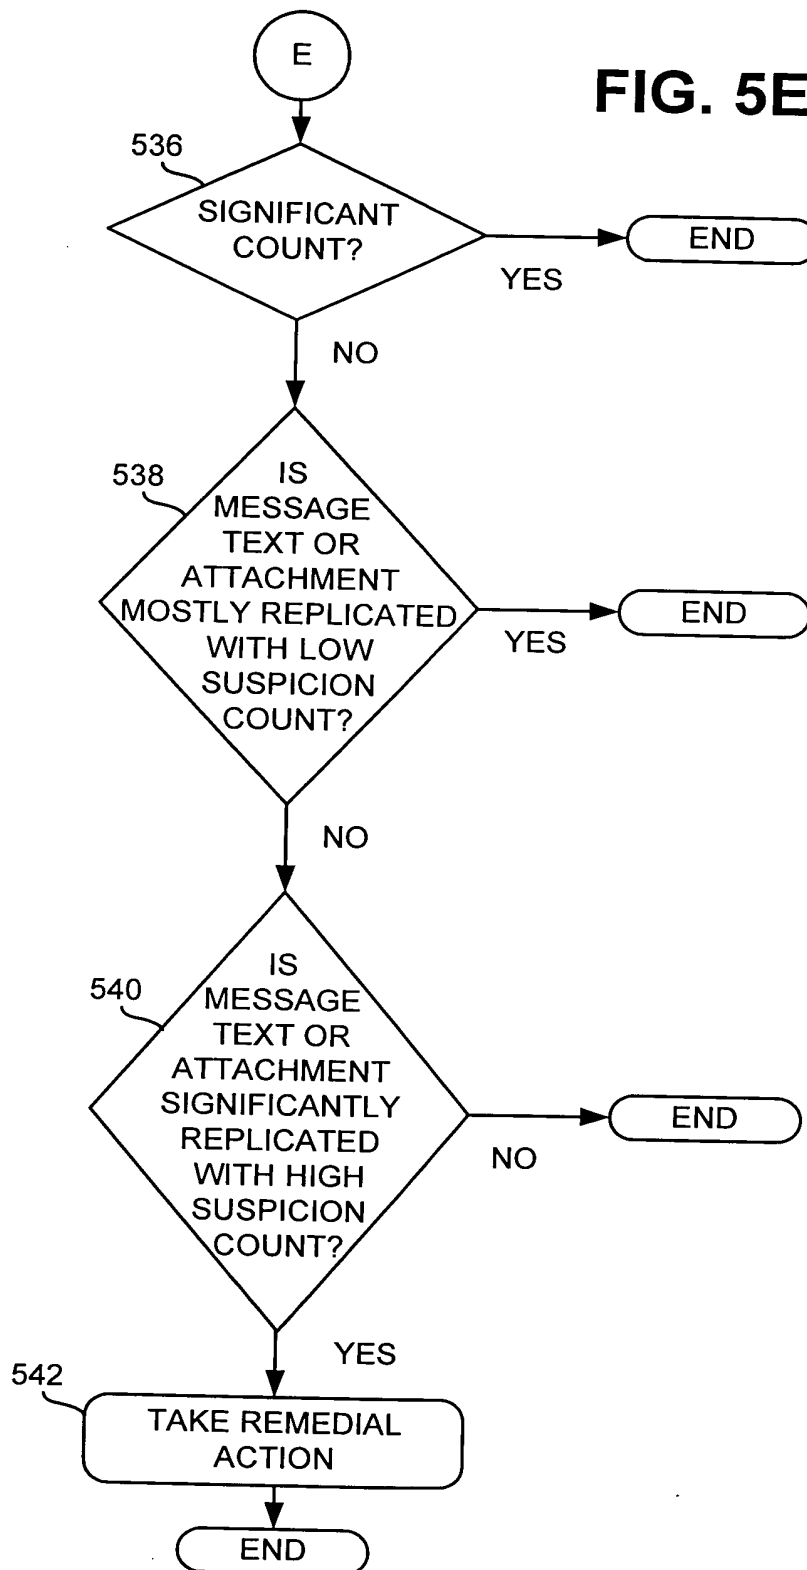 E
FIG. 5E
536
SIGNIFICANT
COUNT?
END
YES
NO
538
IS
MESSAGE
TEXT OR
ATTACHMENT
MOSTLY REPLICATED
WITH LOW
SUSPICION
COUNT?
END
YES
NO
540
IS
MESSAGE
TEXT OR
ATTACHMENT
SIGNIFICANTLY
REPLICATED
WITH HIGH
SUSPICION
COUNT?
END
NO
YES
542
TAKE REMEDIAL
ACTION
END